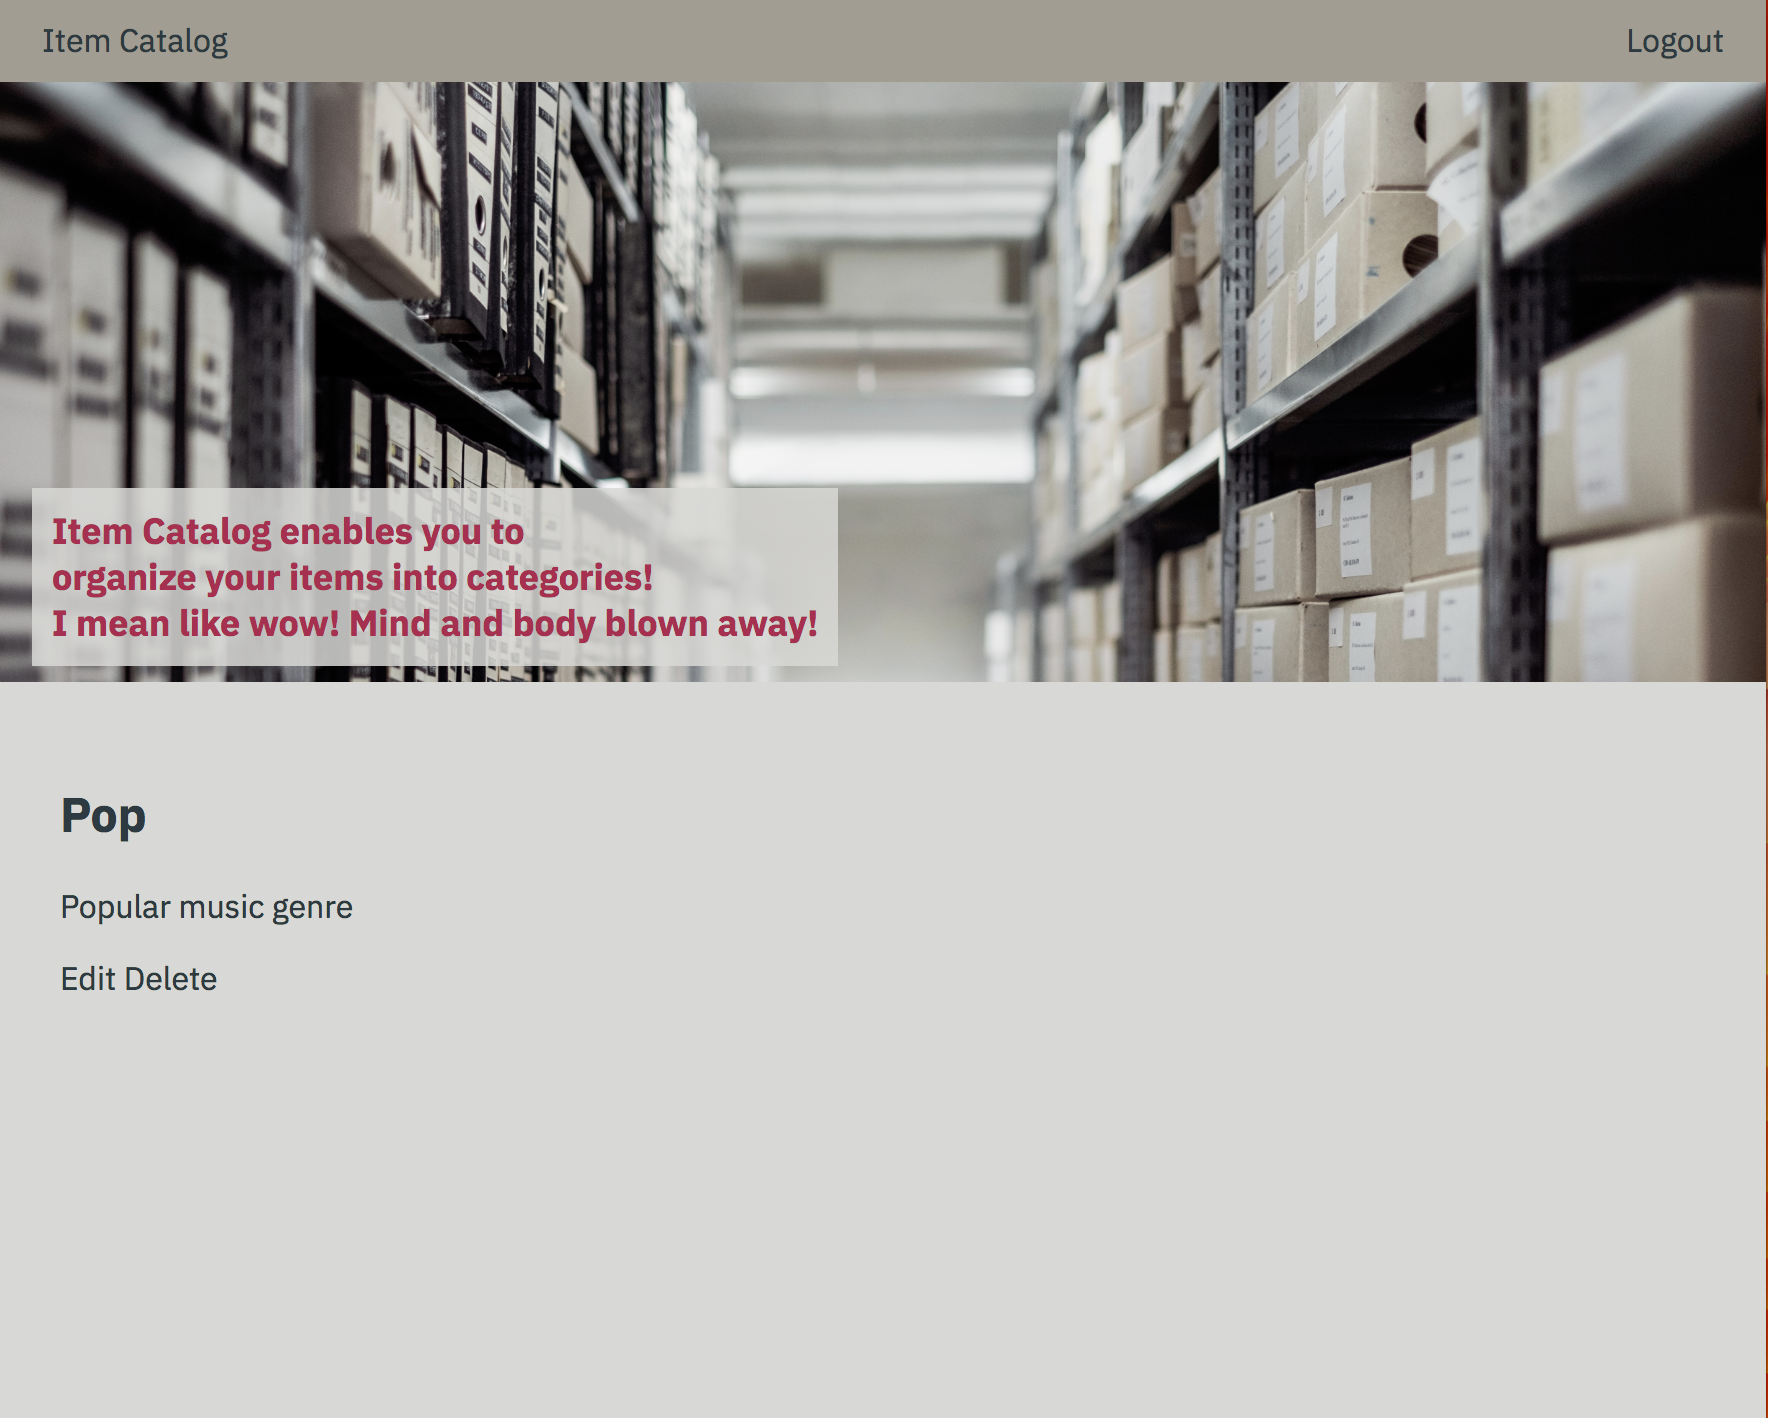 Item Catalog
Logout
Item Catalog enables you to
organize your items into categories!
I mean like wow! Mind and body blown away!
Pop
Popular music genre
Edit Delete